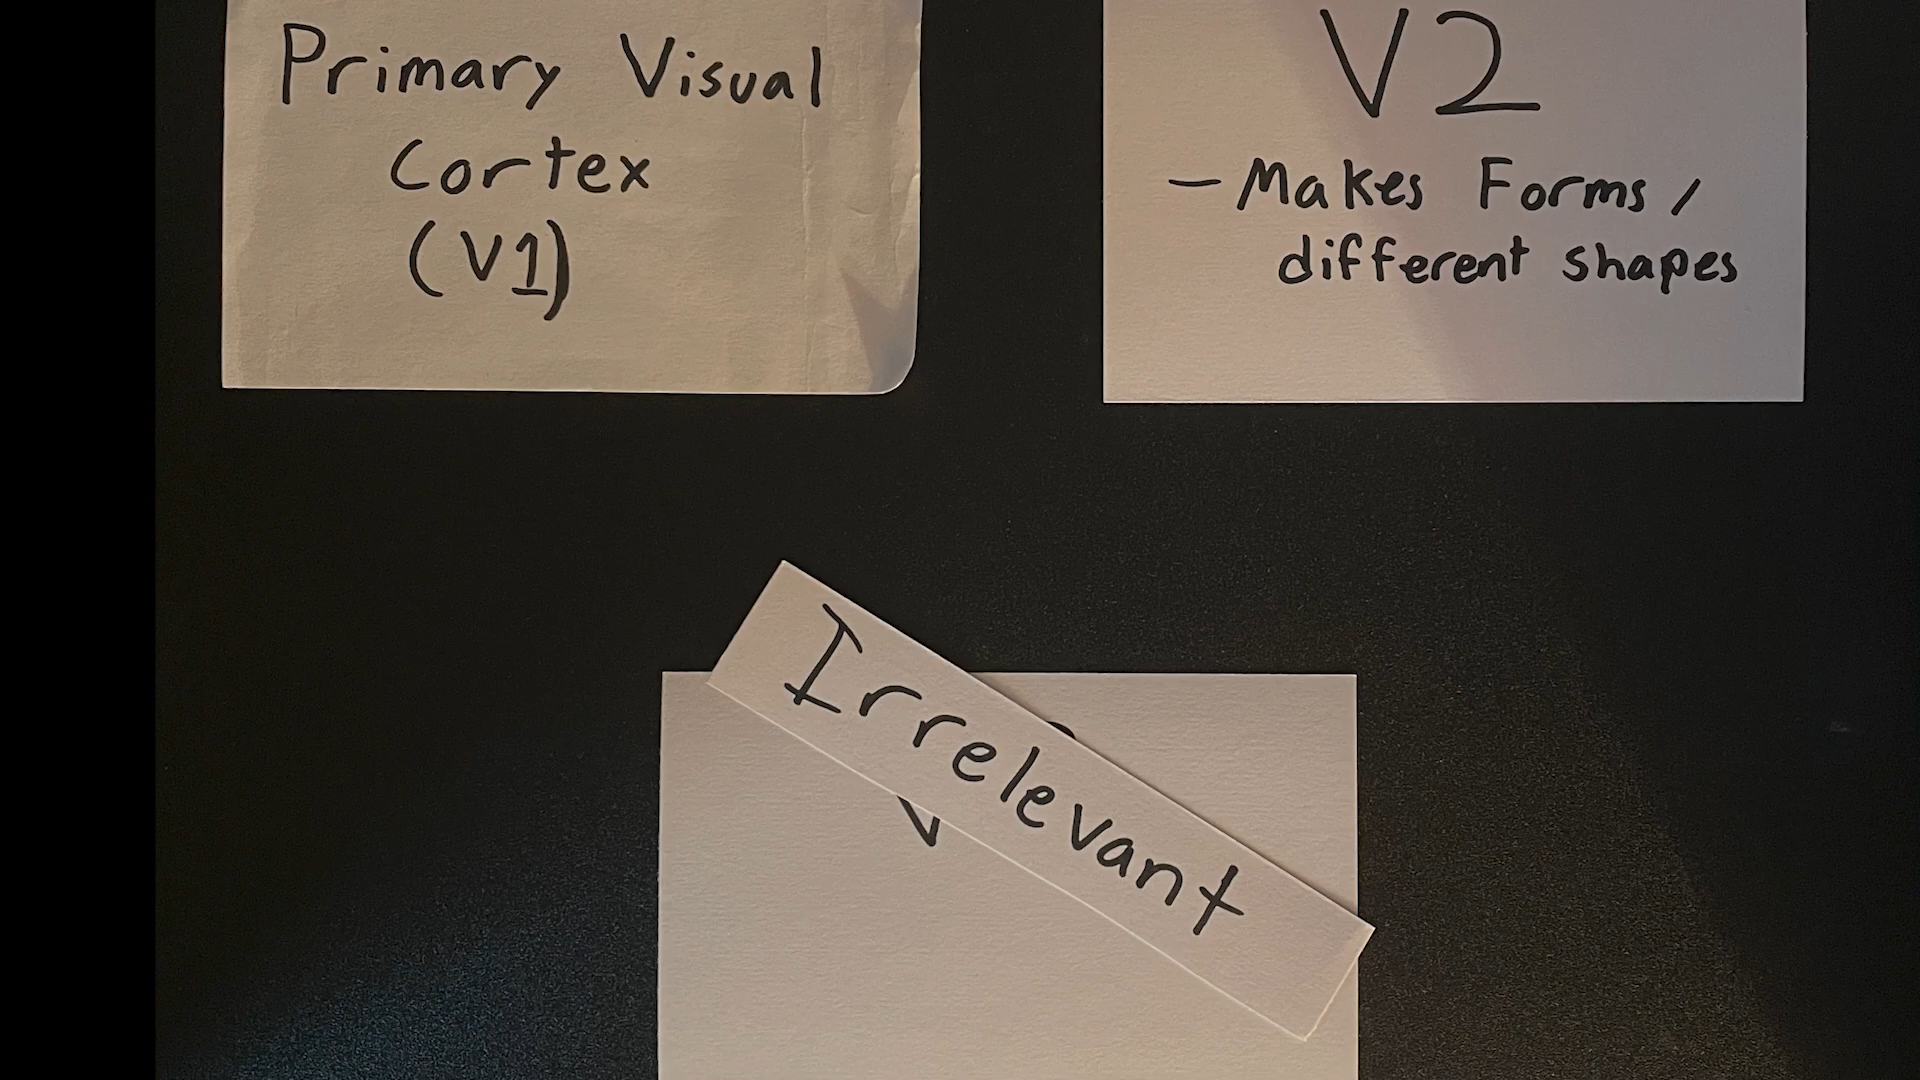 Primary Visual
Cortex
(V1)
V2
- Makes Forms /
different shapes
Irrelevant